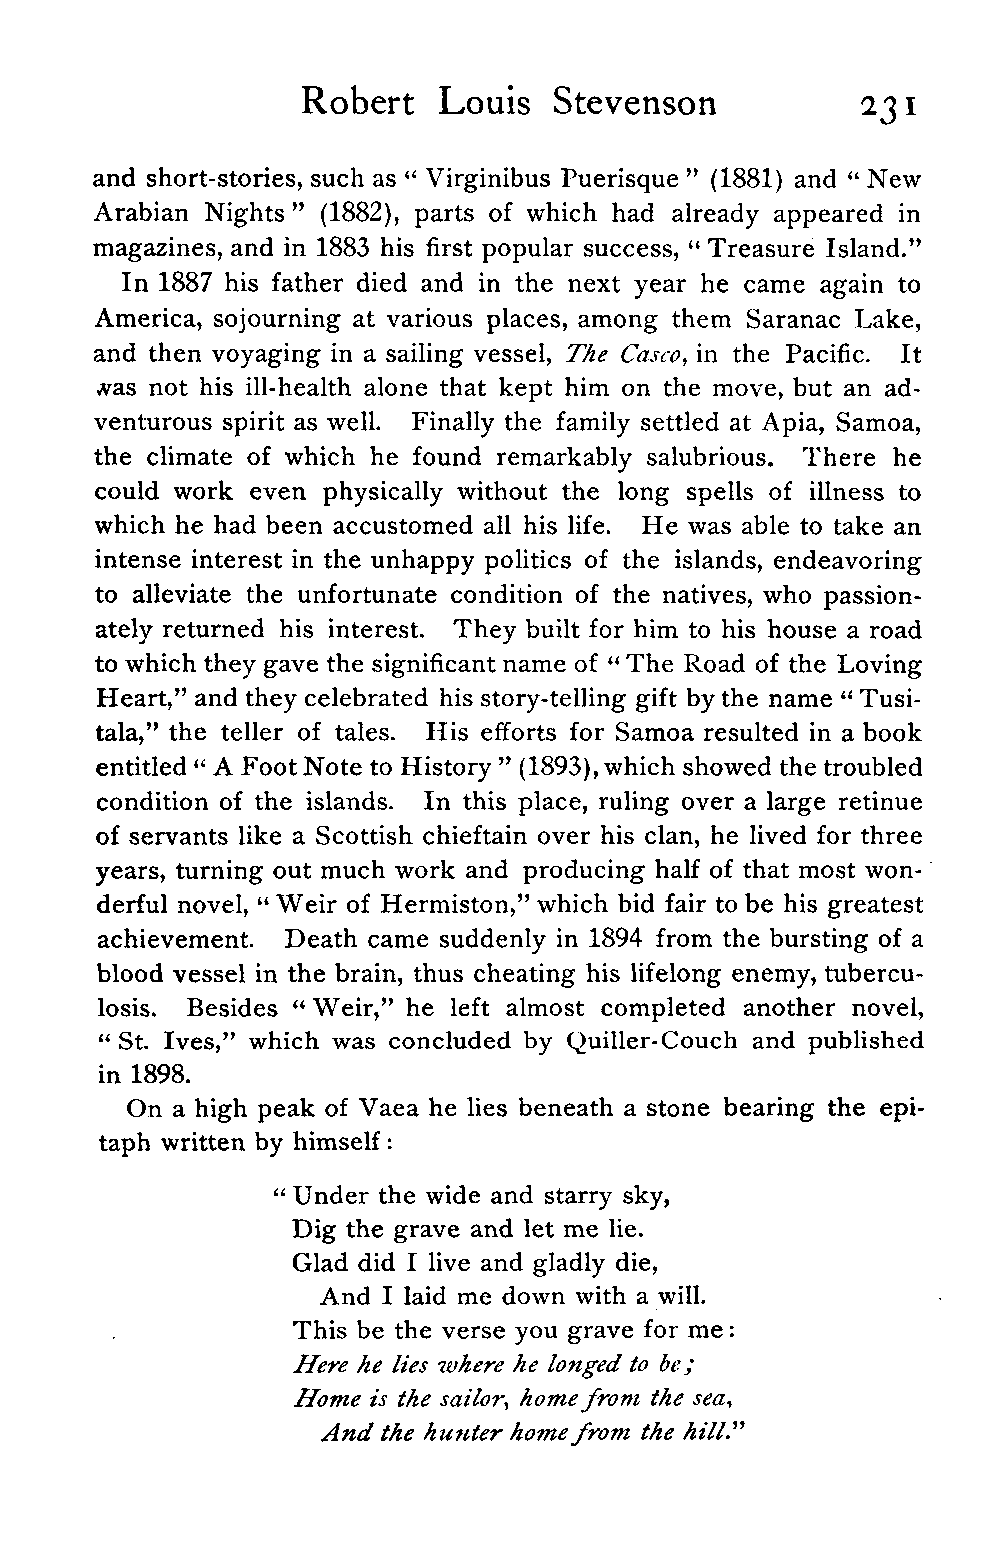 Robert Louis Stevenson 231
and short-stories, such as “ Virginibus Puerisque ” (1881) and “ New
Arabian Nights ” (1882), parts of which had already appeared in
magazines, and in 1883 his first popular success, “ Treasure Island.”
In 1887 his father died and in the next year he came again to
America, sojourning at various places, among them Saranac Lake,
and then voyaging in a sailing vessel, The Casco, in the Pacific. It
was not his ill-health alone that kept him on the move, but an ad-
venturous spirit as well. Finally the family settled at Apia, Samoa,
the climate of which he found remarkably salubrious. There he
could work even physically without the long spells of illness to
which he had been accustomed all his life. He was able to take an
intense interest in the unhappy politics of the islands, endeavoring
to alleviate the unfortunate condition of the natives, who passion-
ately returned his interest. They built for him to his house a road
to which they gave the significant name of “ The Road of the Loving
Heart,” and they celebrated his story-telling gift by the name “ Tusi-
tala,” the teller of tales. His efforts for Samoa resulted in a book
entitled “ A Foot Note to History ” (1893), which showed the troubled
condition of the islands. In this place, ruling over a large retinue
of servants like a Scottish chieftain over his clan, he lived for three
years, turning out much work and producing half of that most won-
derful novel, “ Weir of Hermiston,” which bid fair to be his greatest
achievement. Death came suddenly in 1894 from the bursting of a
blood vessel in the brain, thus cheating his lifelong enemy, tubercu-
losis. Besides “ Weir,” he left almost completed another novel,
“ St. Ives,” which was concluded by Quiller-Couch and published
in 1898.
On a high peak of Vaea he lies beneath a stone bearing the epi-
taph written by himself :
“ Under the wide and starry sky,
Dig the grave and let me lie.
Glad did I live and gladly die,
And I laid me down with a will.
This be the verse you grave for me :
Here he lies where he longed to be ;
Home is the sailor, home from the sea,
And the hunter home from the hill.”